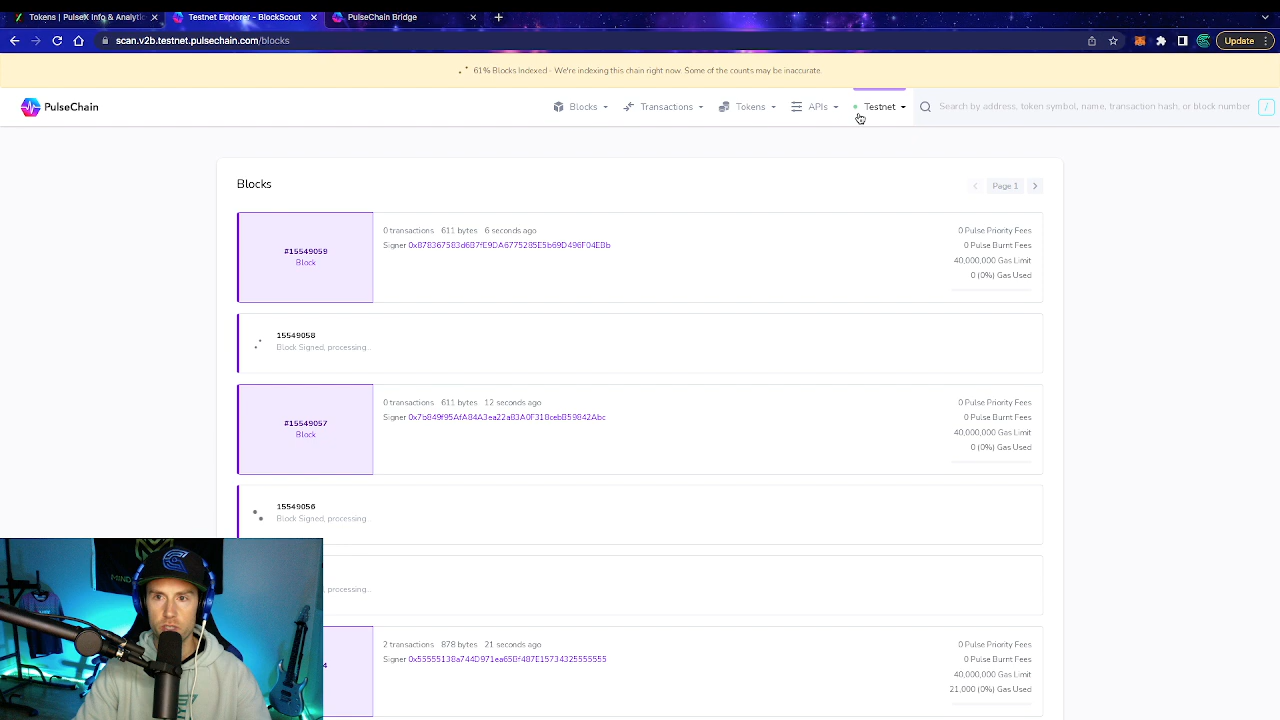 Tokens | PulseX Info & Analytic
Testnet Explorer - BlockScout
PulseChain Bridge
scan.v2b.testnet.pulsechain.com/blocks
Update
61% Blocks Indexed - We're indexing this chain right now. Some of the counts may be inaccurate.
PulseChain
Blocks
Transactions
Tokens
APIs
Testnet
Search by address, token symbol, name, transaction hash, or block number
/
Blocks
Page 1
#15549059
Block
0 transactions 611 bytes 6 seconds ago
Signer 0x878367583d6B7fE9DA6775285E5b69D496F04EBb
0 Pulse Priority Fees
0 Pulse Burnt Fees
40,000,000 Gas Limit
0 (0%) Gas Used
15549058
Block Signed, processing...
#15549057
Block
0 transactions 611 bytes 12 seconds ago
Signer 0x7b849f95AfA84A3ea22a83A0F318cebB59842Abc
0 Pulse Priority Fees
0 Pulse Burnt Fees
40,000,000 Gas Limit
0 (0%) Gas Used
15549056
Block Signed, processing...
processing...
4
2 transactions 878 bytes 21 seconds ago
Signer 0x55555138a744D971ea65Bf487E15734325555555
0 Pulse Priority Fees
0 Pulse Burnt Fees
40,000,000 Gas Limit
21,000 (0%) Gas Used